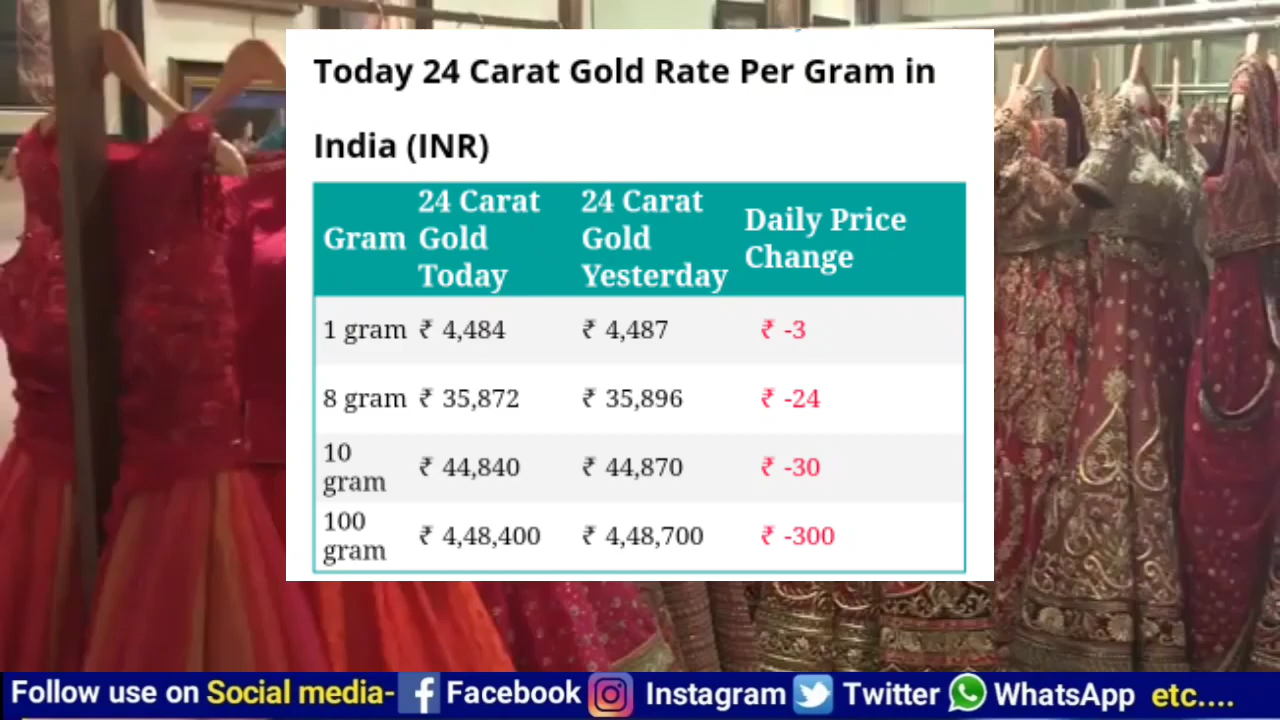 Today 24 Carat Gold Rate Per Gram in
India (INR)
Gram
24 Carat
Gold
Today
24 Carat
Gold
Yesterday
Daily Price
Change
1 gram ₹ 4,484 ₹ 4,487 ₹ -3
8 gram ₹ 35,872 ₹ 35,896 ₹ -24
10
gram ₹ 44,840 ₹ 44,870 ₹ -30
100
gram ₹ 4,48,400 ₹ 4,48,700 ₹ -300
Follow use on Social media- Facebook Instagram Twitter WhatsApp etc....